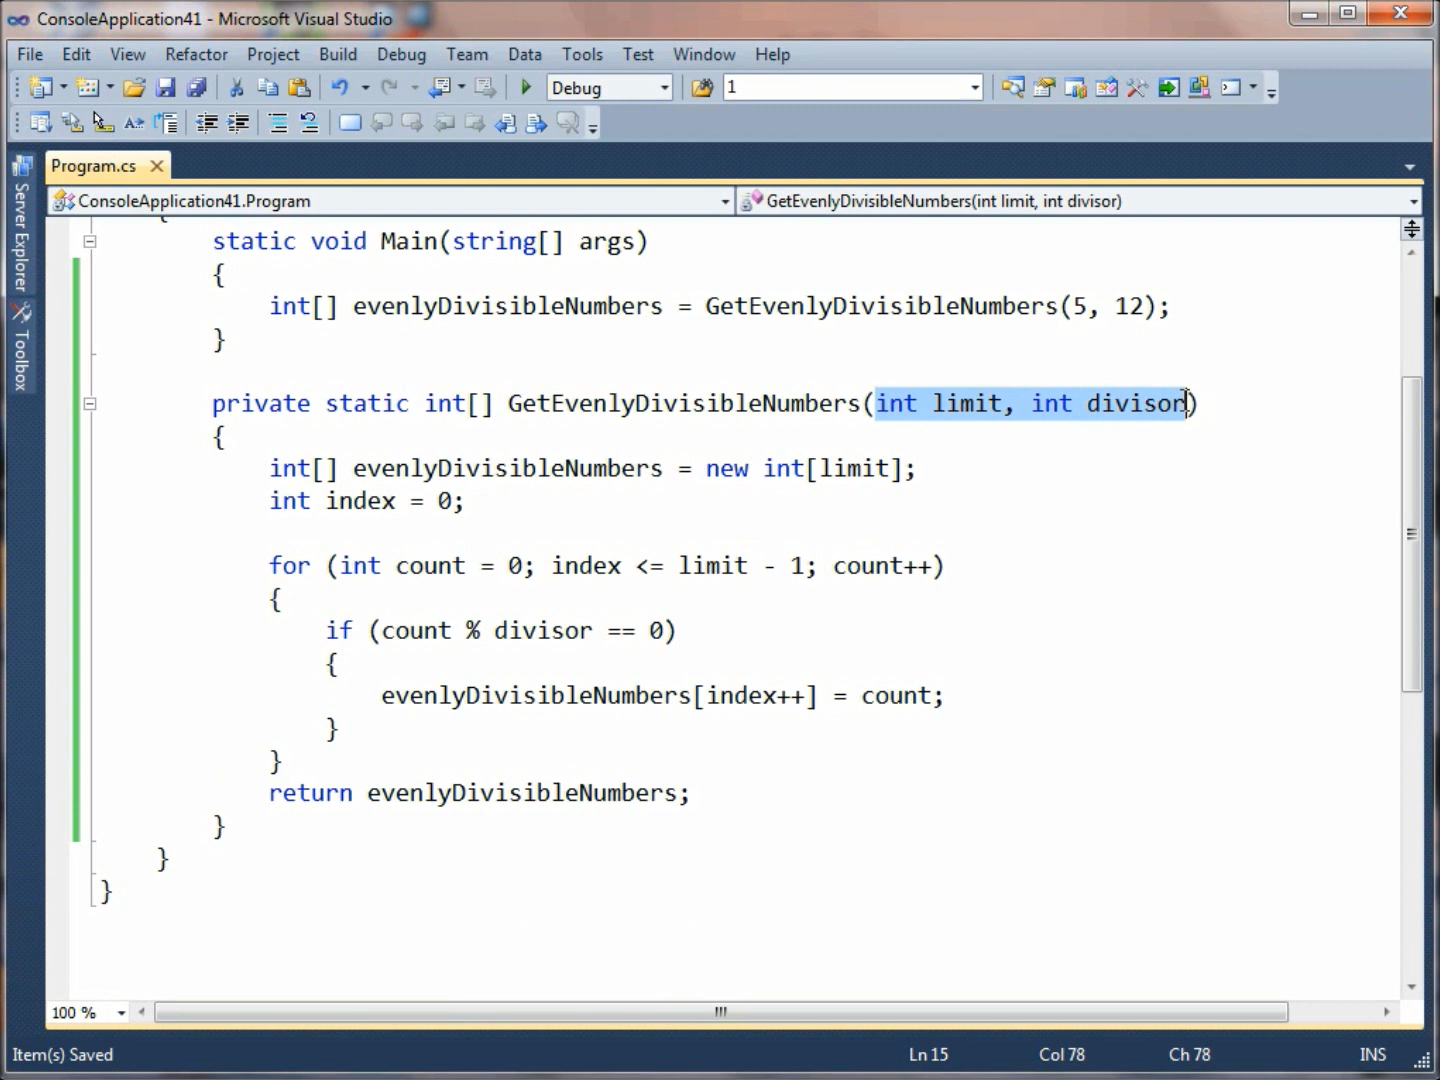 ConsoleApplication41 - Microsoft Visual Studio
File Edit View Refactor Project Build Debug Team Data Tools Test Window Help
Debug 1
Program.cs
ConsoleApplication41.Program GetEvenlyDivisibleNumbers(int limit, int divisor)
Server Explorer
Toolbox
{
static void Main(string[] args)
{
int[] evenlyDivisibleNumbers = GetEvenlyDivisibleNumbers(5, 12);
}
private static int[] GetEvenlyDivisibleNumbers(int limit, int divisor)
{
int[] evenlyDivisibleNumbers = new int[limit];
int index = 0;
for (int count = 0; index <= limit - 1; count++)
{
if (count % divisor == 0)
{
evenlyDivisibleNumbers[index++] = count;
}
}
return evenlyDivisibleNumbers;
}
}
}
100 %
Item(s) Saved Ln 15 Col 78 Ch 78 INS